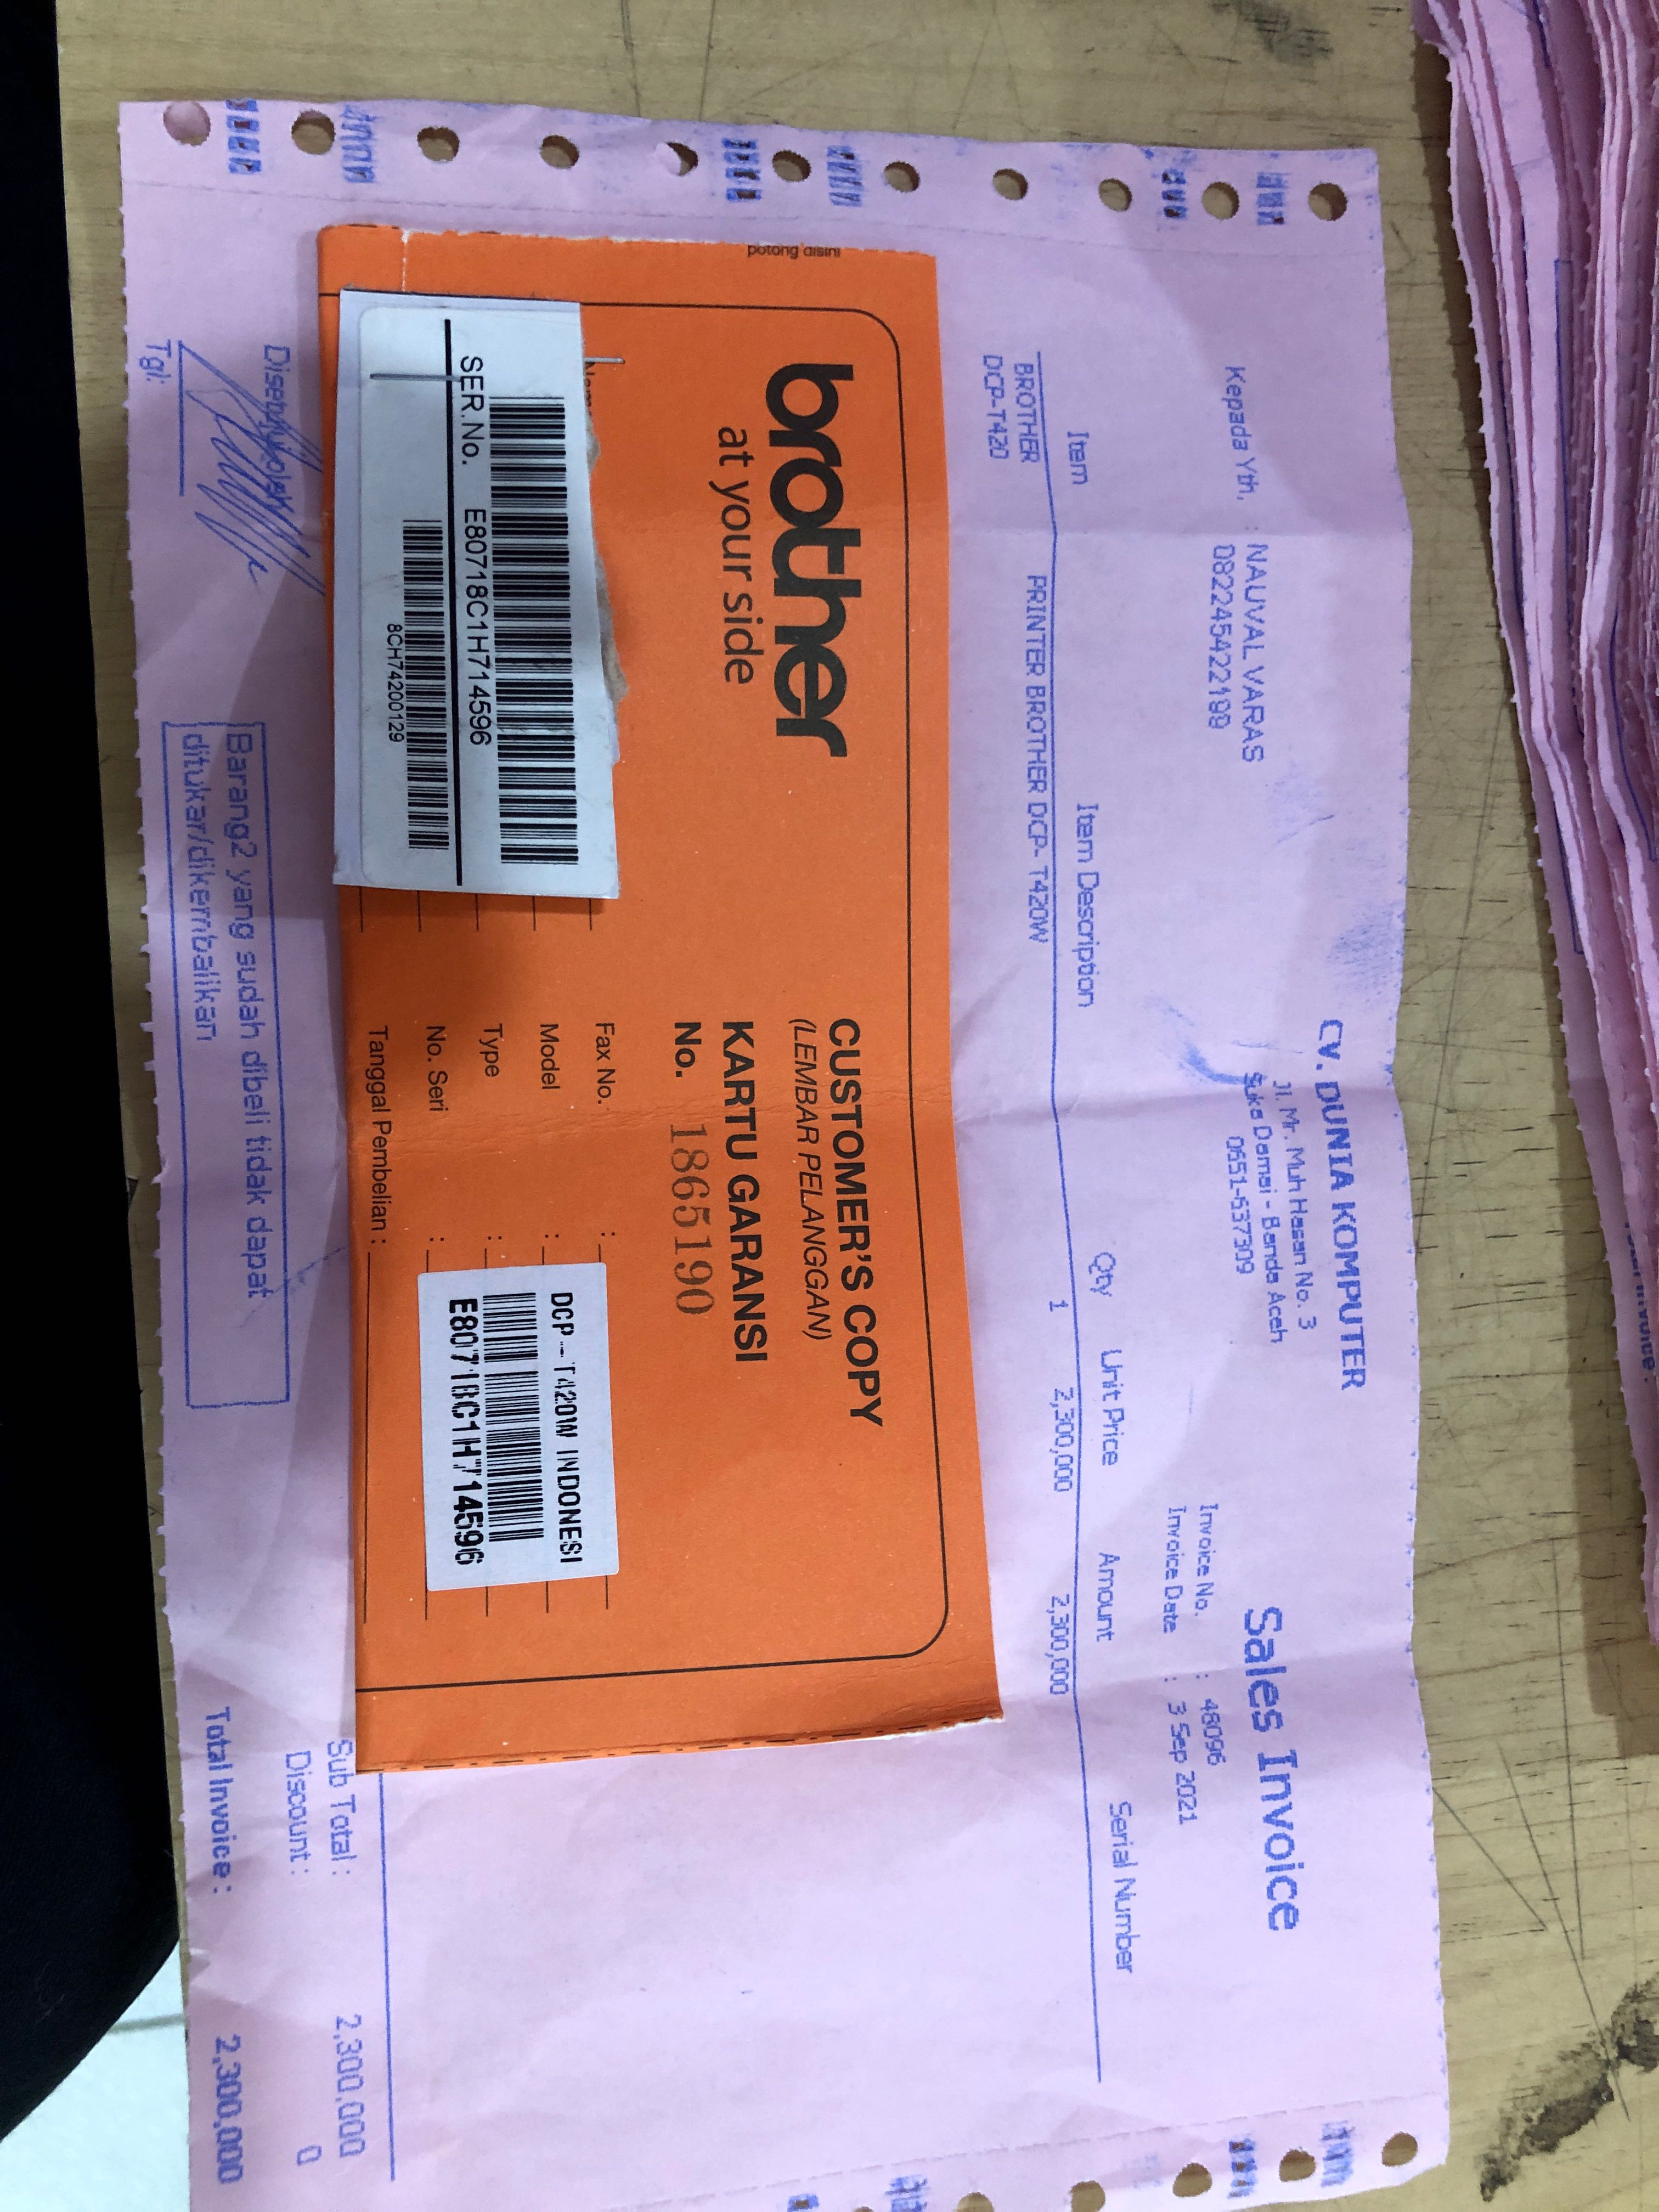 CV. DUNIA KOMPUTER
Jl. Mr. Muh Hasan No. 3
Suka Damai - Banda Aceh
0651-637309
Sales Invoice
Kepada Yth, : NAUVAL VARAS
082245422190
Invoice No. : 48096
Invoice Date : 3 Sep 2021
Item Item Description Qty Unit Price Amount Serial Number
BROTHER PRINTER BROTHER DCP- T420W 1 2,300,000 2,300,000
DCP-T420
potong disini
brother
at your side
CUSTOMER'S COPY
(LEMBAR PELANGGAN)
KARTU GARANSI
No. 1865190
Fax No. :
Model :
Type :
No. Seri :
Tanggal Pembelian :
DCP-T420W INDONESI
E80718C1H714596
SER.No. E80718C1H714596
8CH74200129
Sub Total : 2,300,000
Discount : 0
Total Invoice : 2,300,000
Disetujui oleh
Tgl:
Barang2 yang sudah dibeli tidak dapat
ditukar/dikembalikan